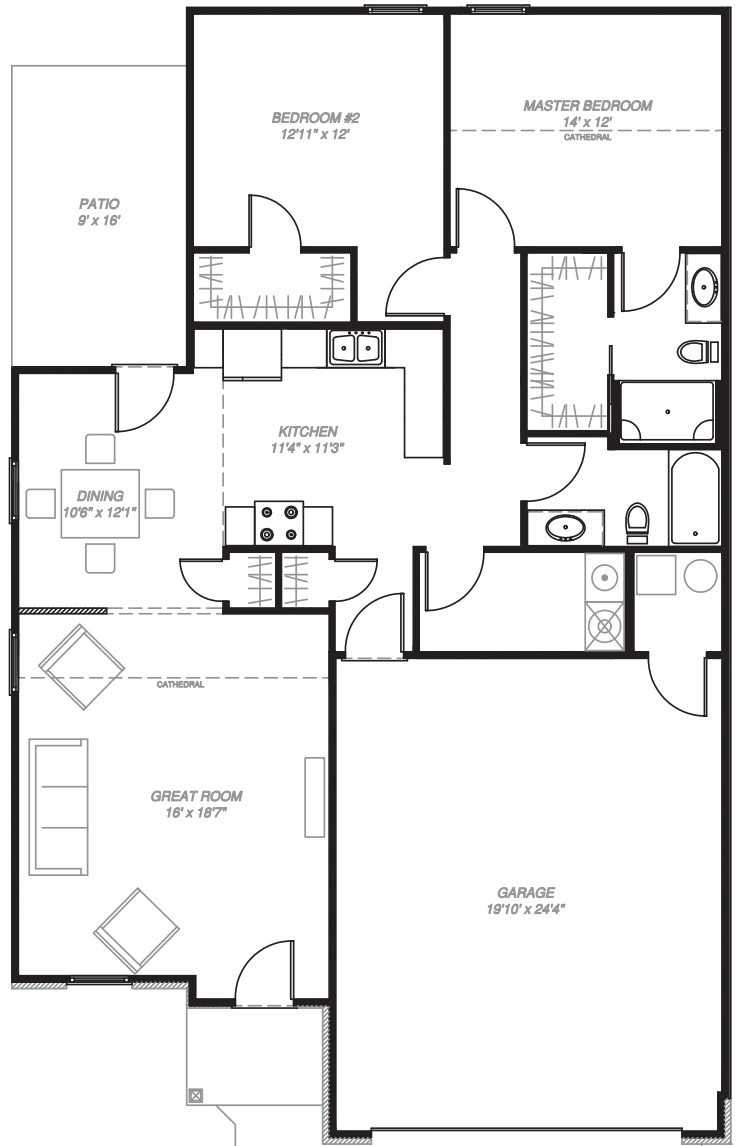 BEDROOM #2
12'11" x 12'
MASTER BEDROOM
14' x 12'
CATHEDRAL
PATIO
9' x 16'
KITCHEN
11'4" x 11'3"
DINING
10'6" x 12'1"
CATHEDRAL
GREAT ROOM
16' x 18'7"
GARAGE
19'10' x 24'4"